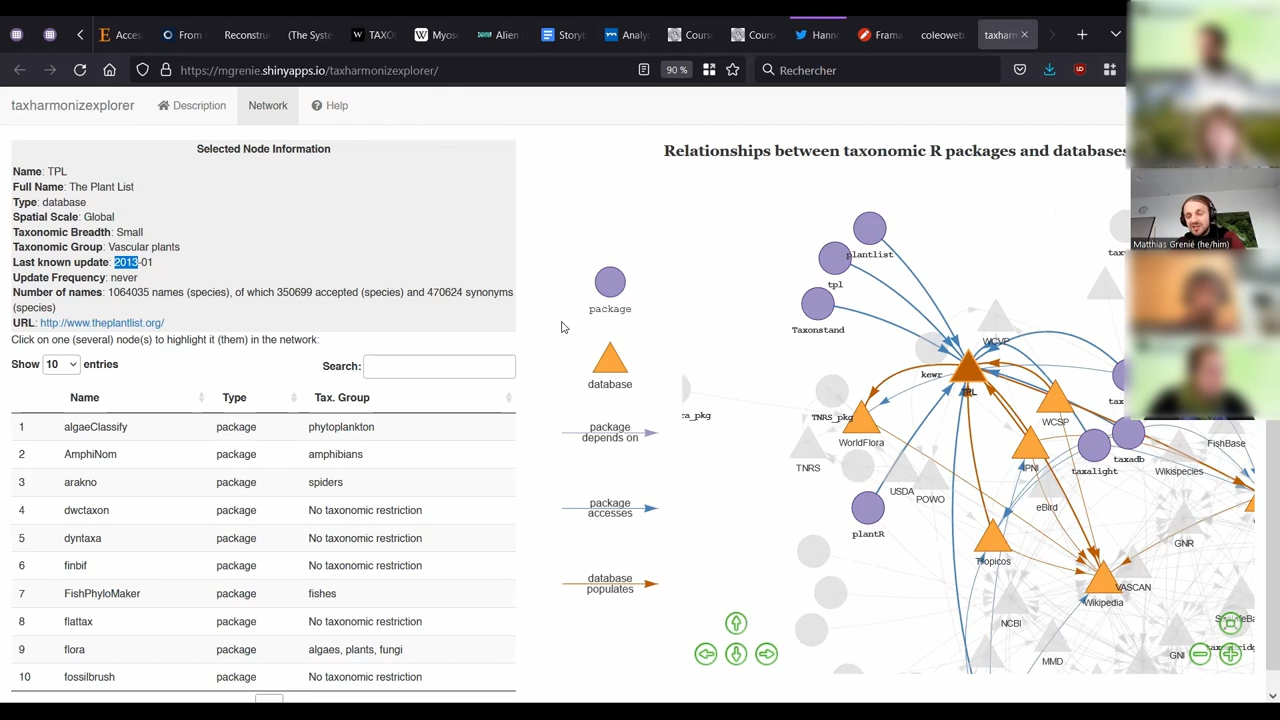 Acces
From
Reconstru
(The Syste
TAXO
Myos
Alien
Storyb
Analy
Cours
Cours
Hanno
Frama
coleoweb.
taxharn
https://mgrenie.shinyapps.io/taxharmonizexplorer/
90 %
Rechercher
taxharmonizexplorer
Description
Network
Help
Selected Node Information
Name: TPL
Full Name: The Plant List
Type: database
Spatial Scale: Global
Taxonomic Breadth: Small
Taxonomic Group: Vascular plants
Last known update: 2013-01
Update Frequency: never
Number of names: 1064035 names (species), of which 350699 accepted (species) and 470624 synonyms
(species)
URL: http://www.theplantlist.org/
Click on one (several) node(s) to highlight it (them) in the network:
Show 10 entries
Search:
Name Type Tax. Group
1 algaeClassify package phytoplankton
2 AmphiNom package amphibians
3 arakno package spiders
4 dwctaxon package No taxonomic restriction
5 dyntaxa package No taxonomic restriction
6 finbif package No taxonomic restriction
7 FishPhyloMaker package fishes
8 flattax package No taxonomic restriction
9 flora package algaes, plants, fungi
10 fossilbrush package No taxonomic restriction
package
database
package
depends on
package
accesses
database
populates
Relationships between taxonomic R packages and databases
plantlist
tpl
Taxonstand
WCVP
kewr
TPL
tax
tax
ra_pkg
TNRS_pkg
WorldFlora
TNRS
WCSP
IPNI
taxalight
taxadb
FishBase
Wikispecies
USDA
POWO
eBird
plantR
GNR
Tropicos
VASCAN
Wikipedia
NCBI
MMD
GNI
Matthias Grenié (he/him)